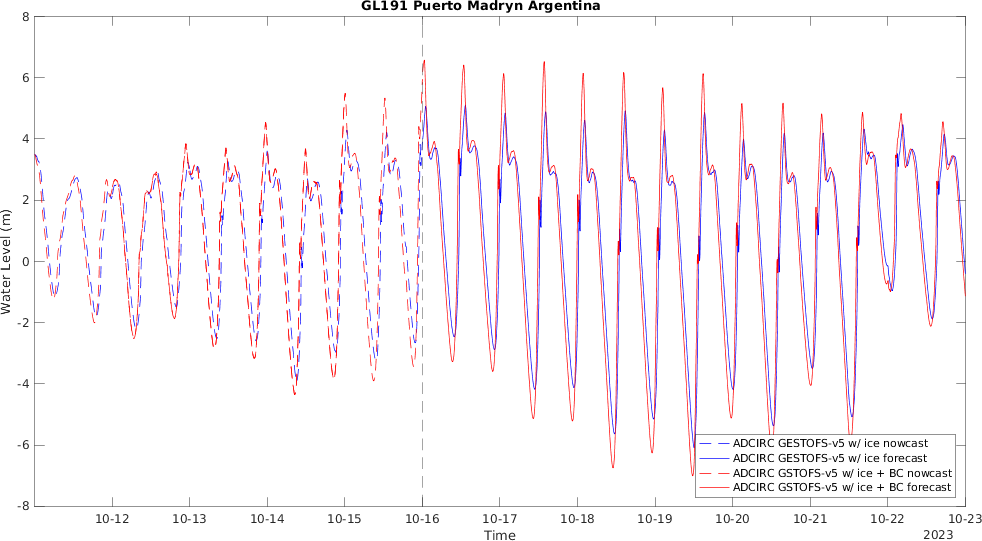 GL191 Puerto Madryn Argentina
8
6
4
2
0
-2
-4
-6
-8
Water Level (m)
ADCIRC GESTOFS-v5 w/ ice nowcast
ADCIRC GESTOFS-v5 w/ ice forecast
ADCIRC GSTOFS-v5 w/ ice + BC nowcast
ADCIRC GSTOFS-v5 w/ ice + BC forecast
10-12 10-13 10-14 10-15 10-16 10-17 10-18 10-19 10-20 10-21 10-22 10-23
Time
2023